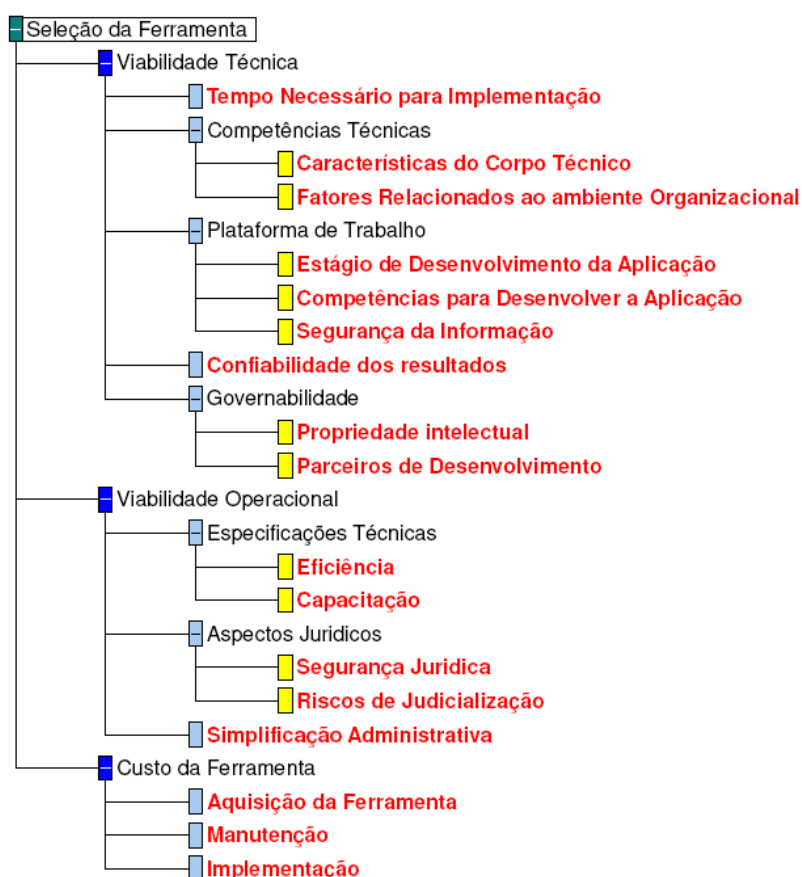 Seleção da Ferramenta
Viabilidade Técnica
Tempo Necessário para Implementação
Competências Técnicas
Características do Corpo Técnico
Fatores Relacionados ao ambiente Organizacional
Plataforma de Trabalho
Estágio de Desenvolvimento da Aplicação
Competências para Desenvolver a Aplicação
Segurança da Informação
Confiabilidade dos resultados
Governabilidade
Propriedade intelectual
Parceiros de Desenvolvimento
Viabilidade Operacional
Especificações Técnicas
Eficiência
Capacitação
Aspectos Juridicos
Segurança Juridica
Riscos de Judicialização
Simplificação Administrativa
Custo da Ferramenta
Aquisição da Ferramenta
Manutenção
Implementação